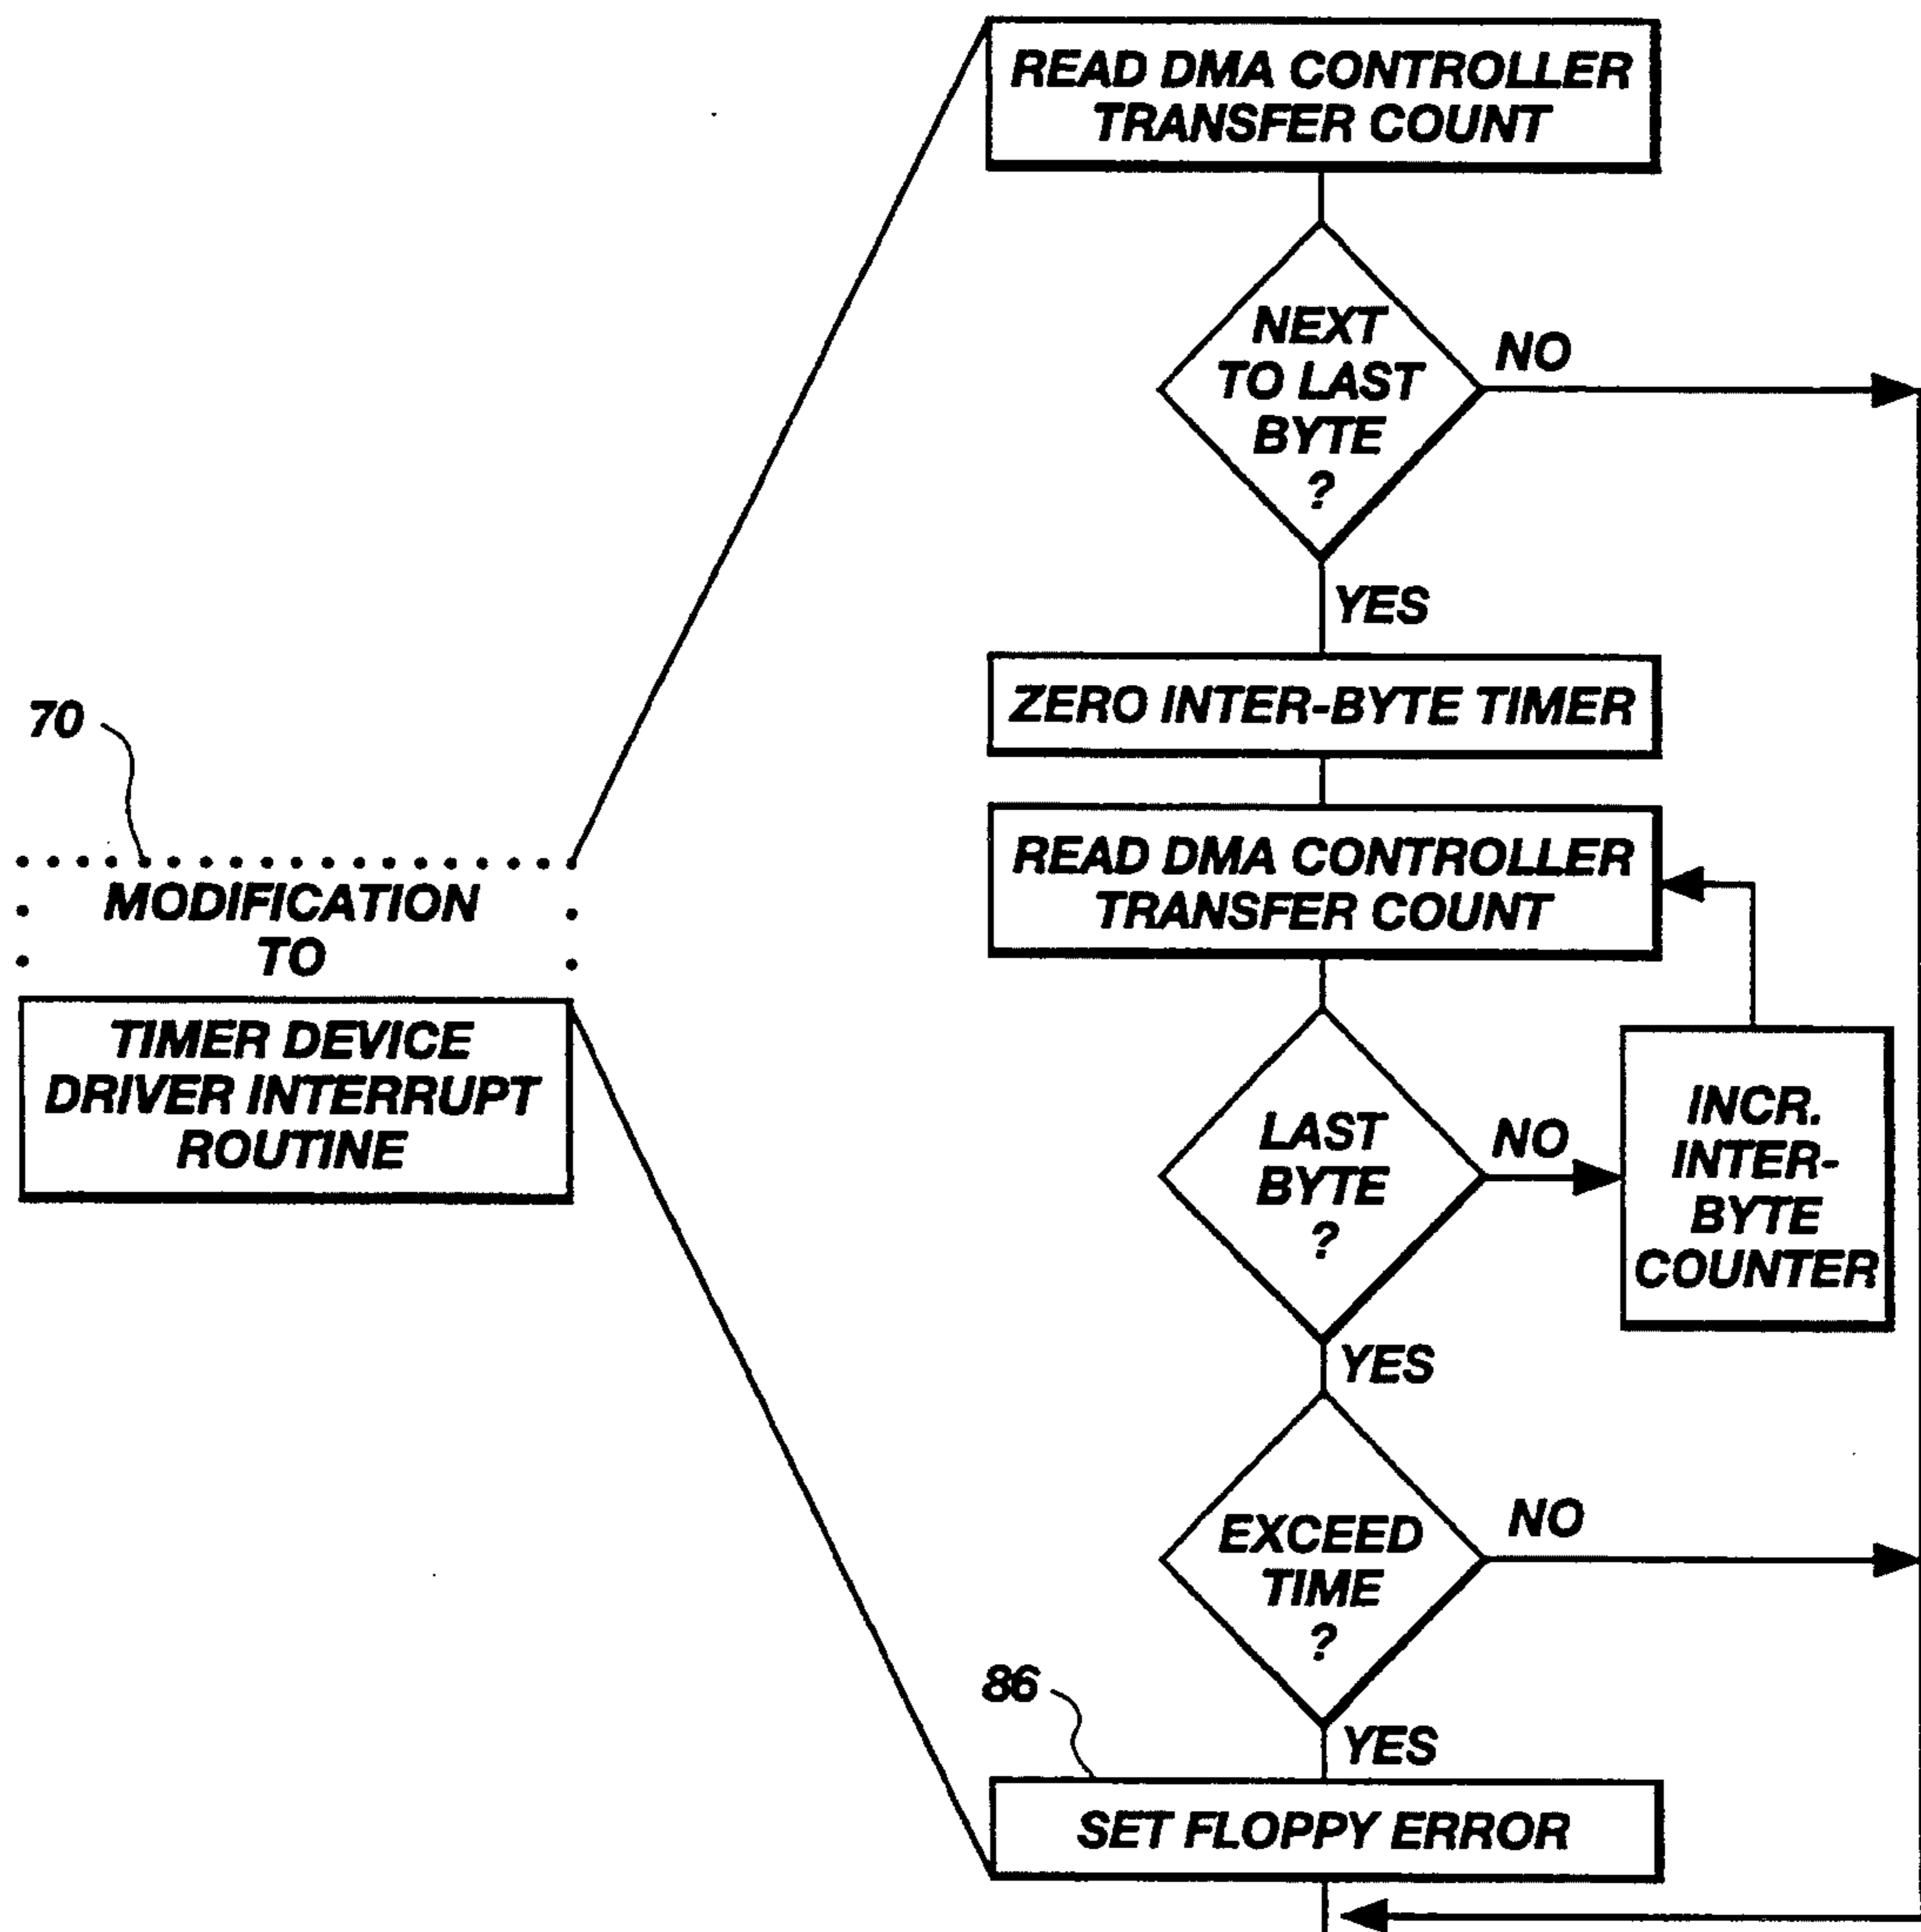 READ DMA CONTROLLER
TRANSFER COUNT
NEXT
TO LAST
BYTE
?
NO
YES
ZERO INTER-BYTE TIMER
70
READ DMA CONTROLLER
TRANSFER COUNT
MODIFICATION
TO
TIMER DEVICE
DRIVER INTERRUPT
ROUTINE
LAST
BYTE
?
NO
INCR.
INTER-
BYTE
COUNTER
YES
EXCEED
TIME
?
NO
86
YES
SET FLOPPY ERROR